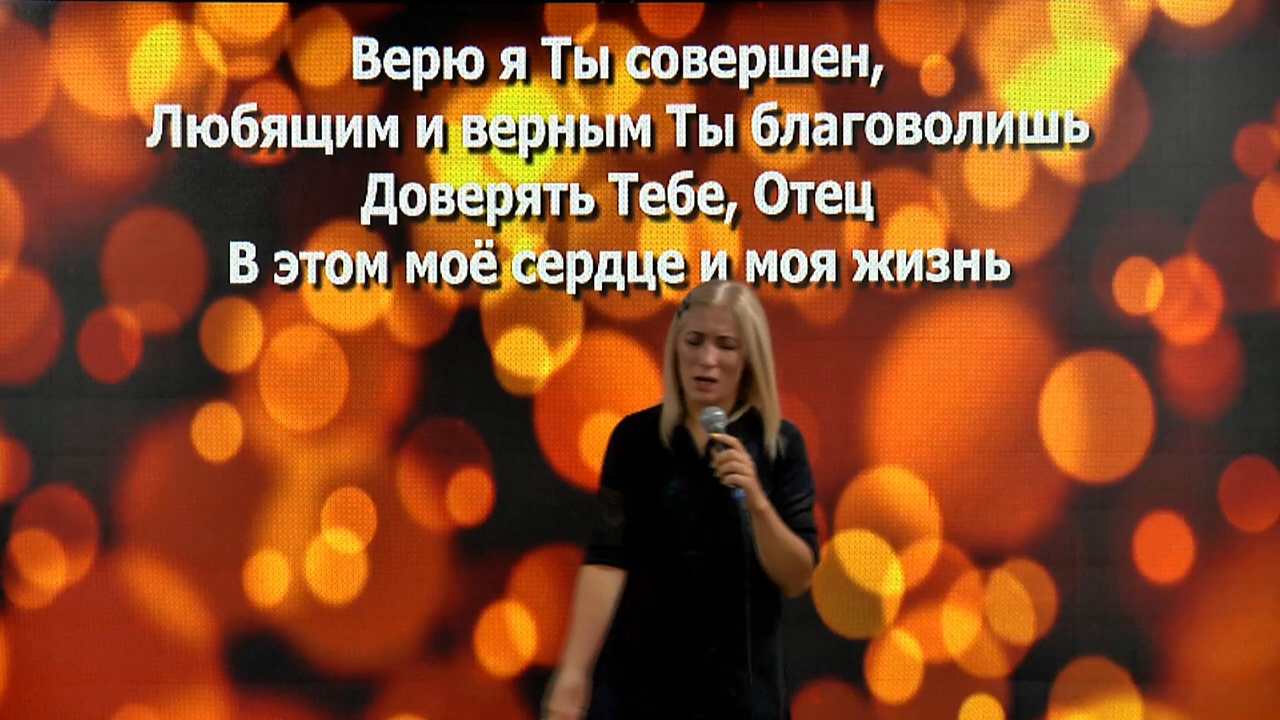 Верю я Ты совершен,
Любящим и верным Ты благоволишь
Доверять Тебе, Отец
В этом моё сердце и моя жизнь